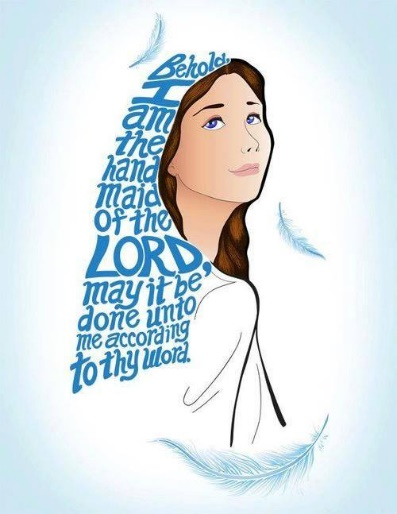 Behold,
I
am
the
hand
maid
of the
LORD,
may it be,
done unto
me according
to thy Word.